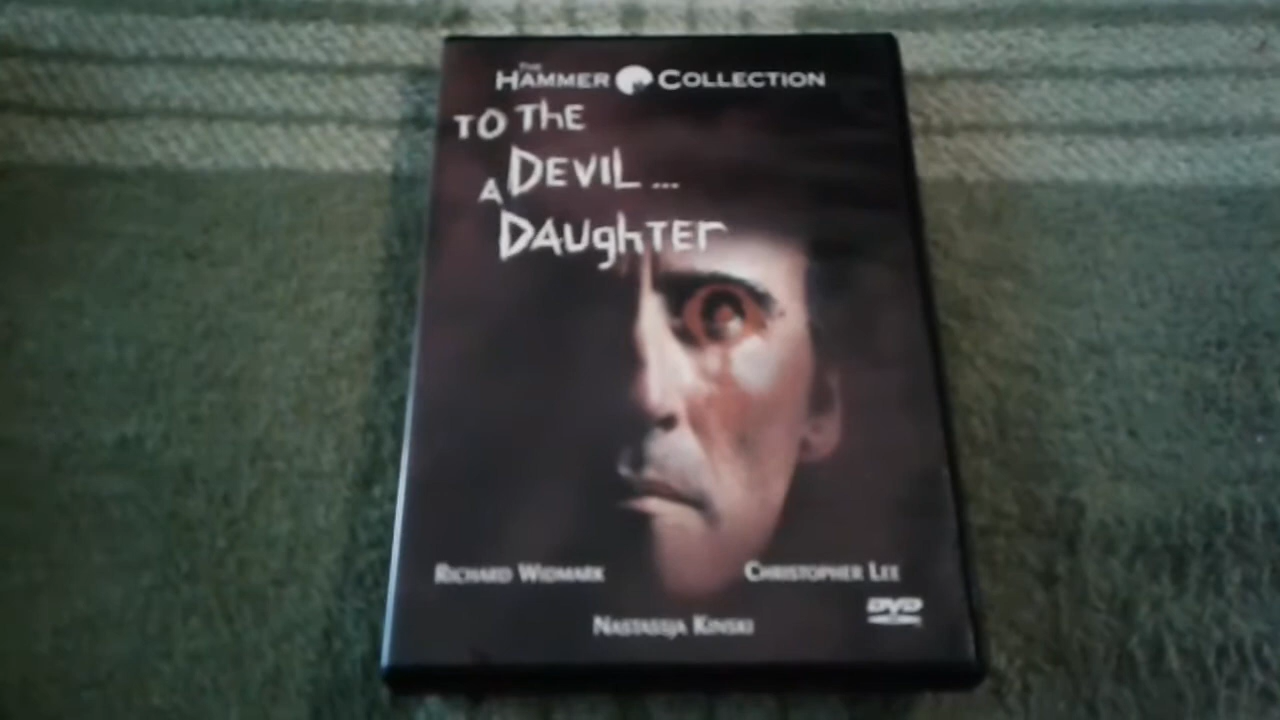 THE
HAMMER COLLECTION
TO ThE
A DEVIL...
DAughTEr
RICHARD WIDMARK
CHRISTOPHER LEE
NASTASSJA KINSKI
DVD